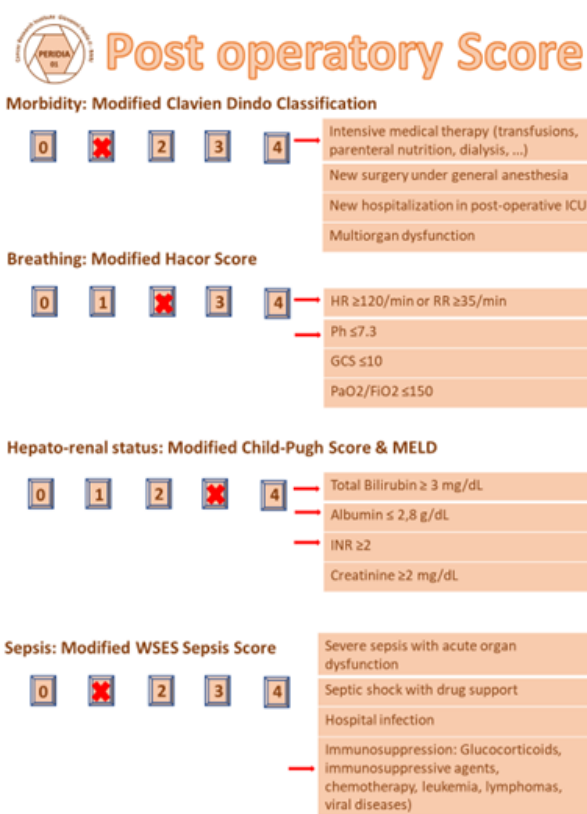 PERIDIA
Post operatory Score
Morbidity: Modified Clavien Dindo Classification
0 2 3 4
Intensive medical therapy (transfusions,
parenteral nutrition, dialysis, ...)
New surgery under general anesthesia
New hospitalization in post-operative ICU
Multiorgan dysfunction
Breathing: Modified Hacor Score
0 1 3 4
HR ≥120/min or RR ≥35/min
Ph ≤7.3
GCS ≤10
PaO2/FiO2 ≤150
Hepato-renal status: Modified Child-Pugh Score & MELD
0 1 2 4
Total Bilirubin ≥ 3 mg/dL
Albumin ≤ 2,8 g/dL
INR ≥2
Creatinine ≥2 mg/dL
Sepsis: Modified WSES Sepsis Score
0 2 3 4
Severe sepsis with acute organ
dysfunction
Septic shock with drug support
Hospital infection
Immunosuppression: Glucocorticoids,
immunosuppressive agents,
chemotherapy, leukemia, lymphomas,
viral diseases)